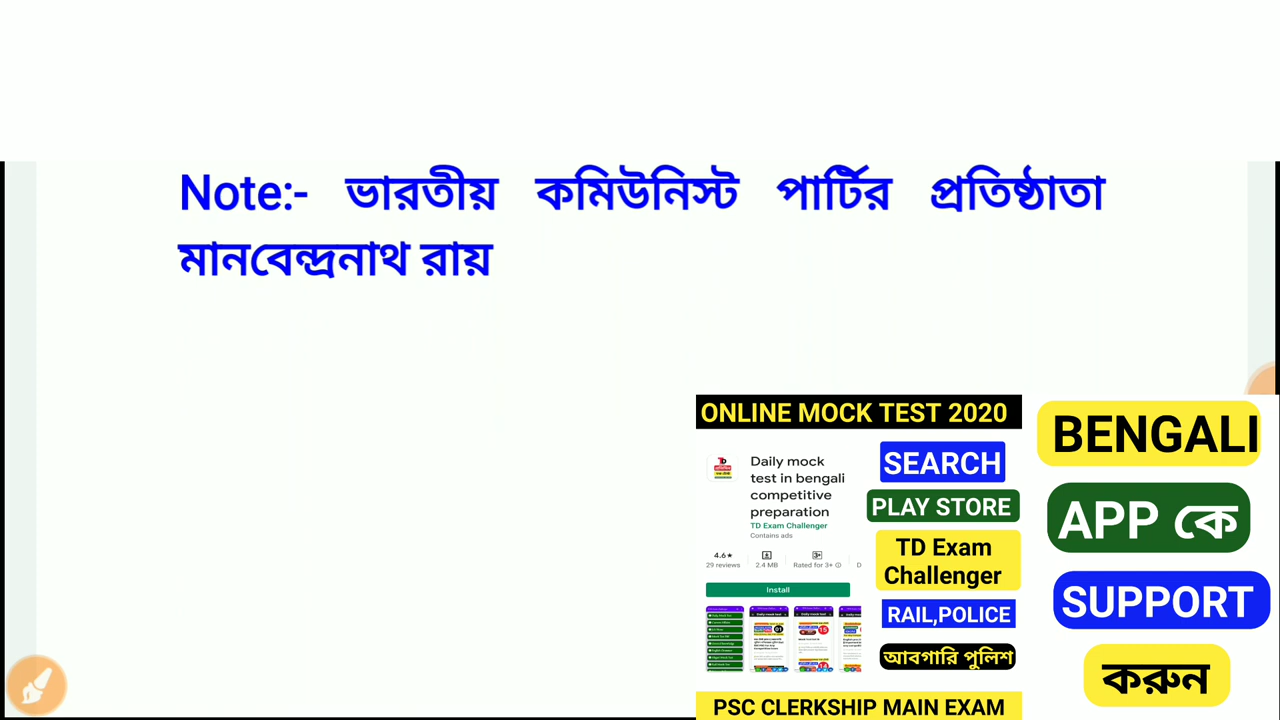 Note:- ভারতীয় কমিউনিস্ট পার্টির প্রতিষ্ঠাতা
মানবেন্দ্রনাথ রায়
ONLINE MOCK TEST 2020
Daily mock
test in bengali
competitive
preparation
TD Exam Challenger
Contains ads
4.6★
29 reviews
2.4 MB
3+
Rated for 3+
Install
SEARCH
PLAY STORE
TD Exam
Challenger
RAIL,POLICE
আবগারি পুলিশ
PSC CLERKSHIP MAIN EXAM
BENGALI
APP কে
SUPPORT
করুন